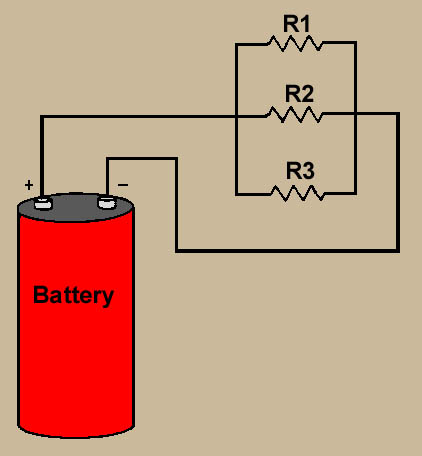 R1
R2
R3
+ –
Battery